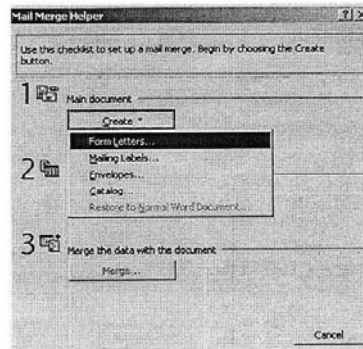 Mail Merge Helper
Use this checklist to set up a mail merge. Begin by choosing the Create
button.
1 Main document
Create
Form Letters...
Mailing Labels...
2
Envelopes...
Catalog...
Restore to Normal Word Document...
3 Merge the data with the document
Merge...
Cancel